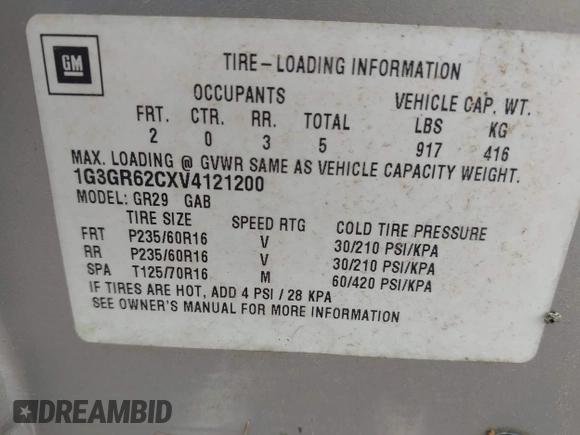 GM
TIRE-LOADING INFORMATION
OCCUPANTS VEHICLE CAP. WT.
FRT. CTR. RR. TOTAL LBS KG
2 0 3 5 917 416
MAX. LOADING @ GVWR SAME AS VEHICLE CAPACITY WEIGHT.
1G3GR62CXV4121200
MODEL: GR29 GAB
TIRE SIZE SPEED RTG COLD TIRE PRESSURE
FRT P235/60R16 V 30/210 PSI/KPA
RR P235/60R16 V 30/210 PSI/KPA
SPA T125/70R16 M 60/420 PSI/KPA
IF TIRES ARE HOT, ADD 4 PSI / 28 KPA
SEE OWNER'S MANUAL FOR MORE INFORMATION
DREAMBID